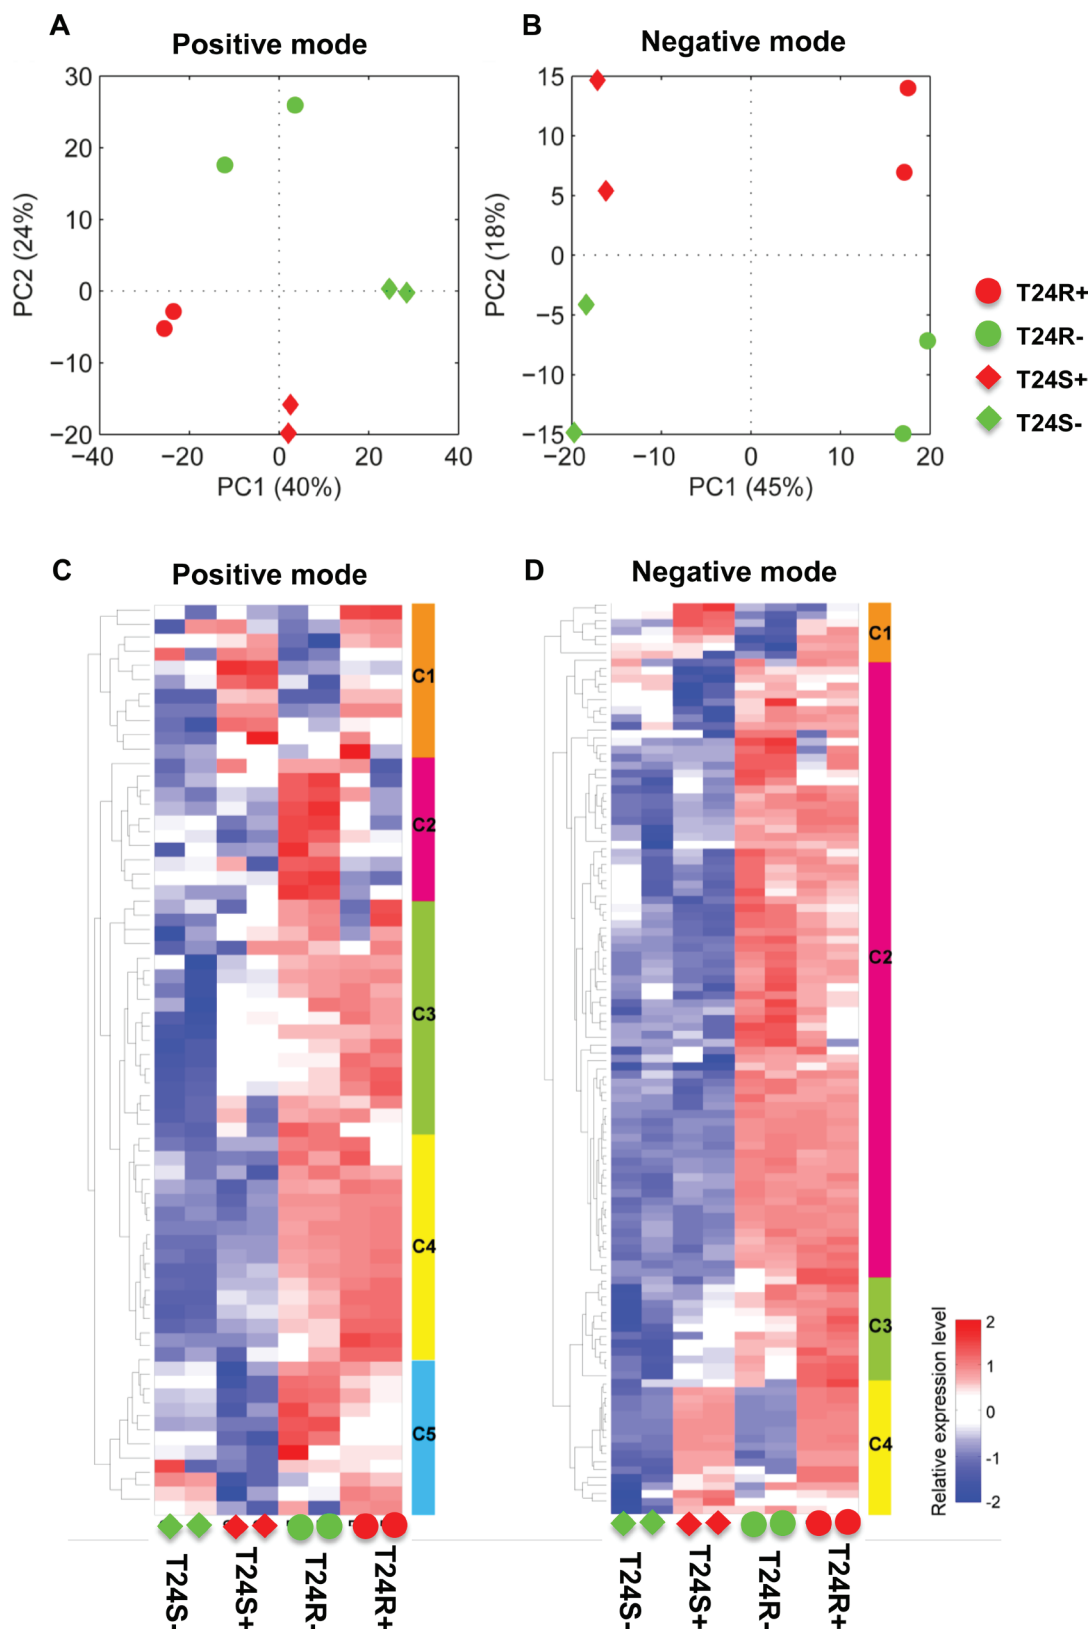 A
Positive mode
30
20
10
0
−10
−20
−40
−20
0
20
40
PC2 (24%)
PC1 (40%)
B
Negative mode
15
10
5
0
−5
−10
−15
−20
−10
0
10
20
PC2 (18%)
PC1 (45%)
T24R+
T24R-
T24S+
T24S-
C
Positive mode
C1
C2
C3
C4
C5
T24S-
T24S+
T24R-
T24R+
D
Negative mode
C1
C2
C3
C4
T24S-
T24S+
T24R-
T24R+
Relative expression level
2
1
0
-1
-2